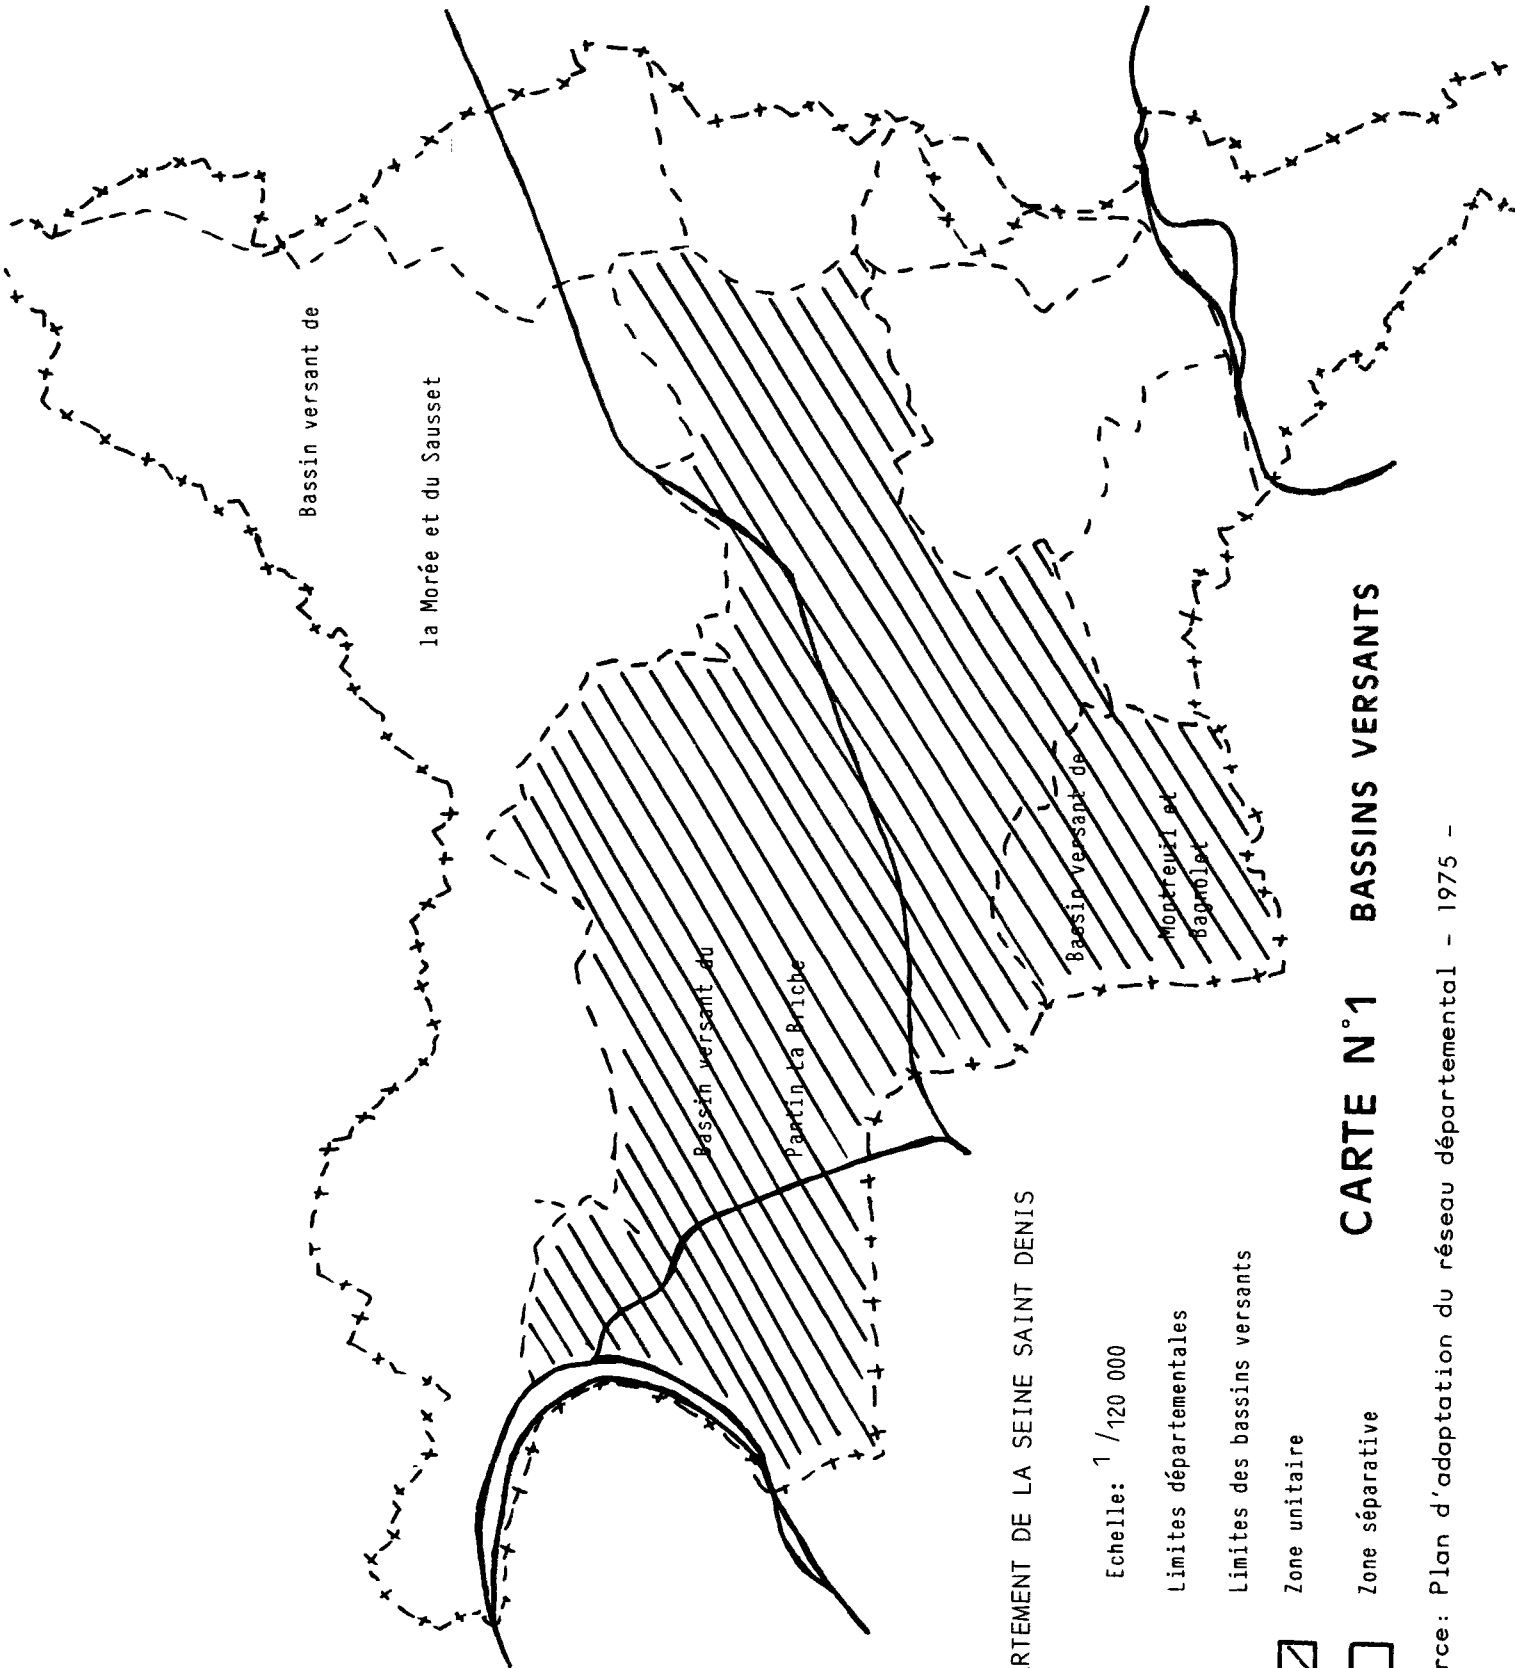 Bassin versant de
la Morée et du Sausset
Bassin versant du
Pantin La Briche
Bassin versant de
Montreuil et
Bagnolet
RTEMENT DE LA SEINE SAINT DENIS
Echelle: 1/120 000
Limites départementales
Limites des bassins versants
Zone unitaire
Zone séparative
CARTE N°1 BASSINS VERSANTS
rce: Plan d'adaptation du réseau départemental - 1975 -